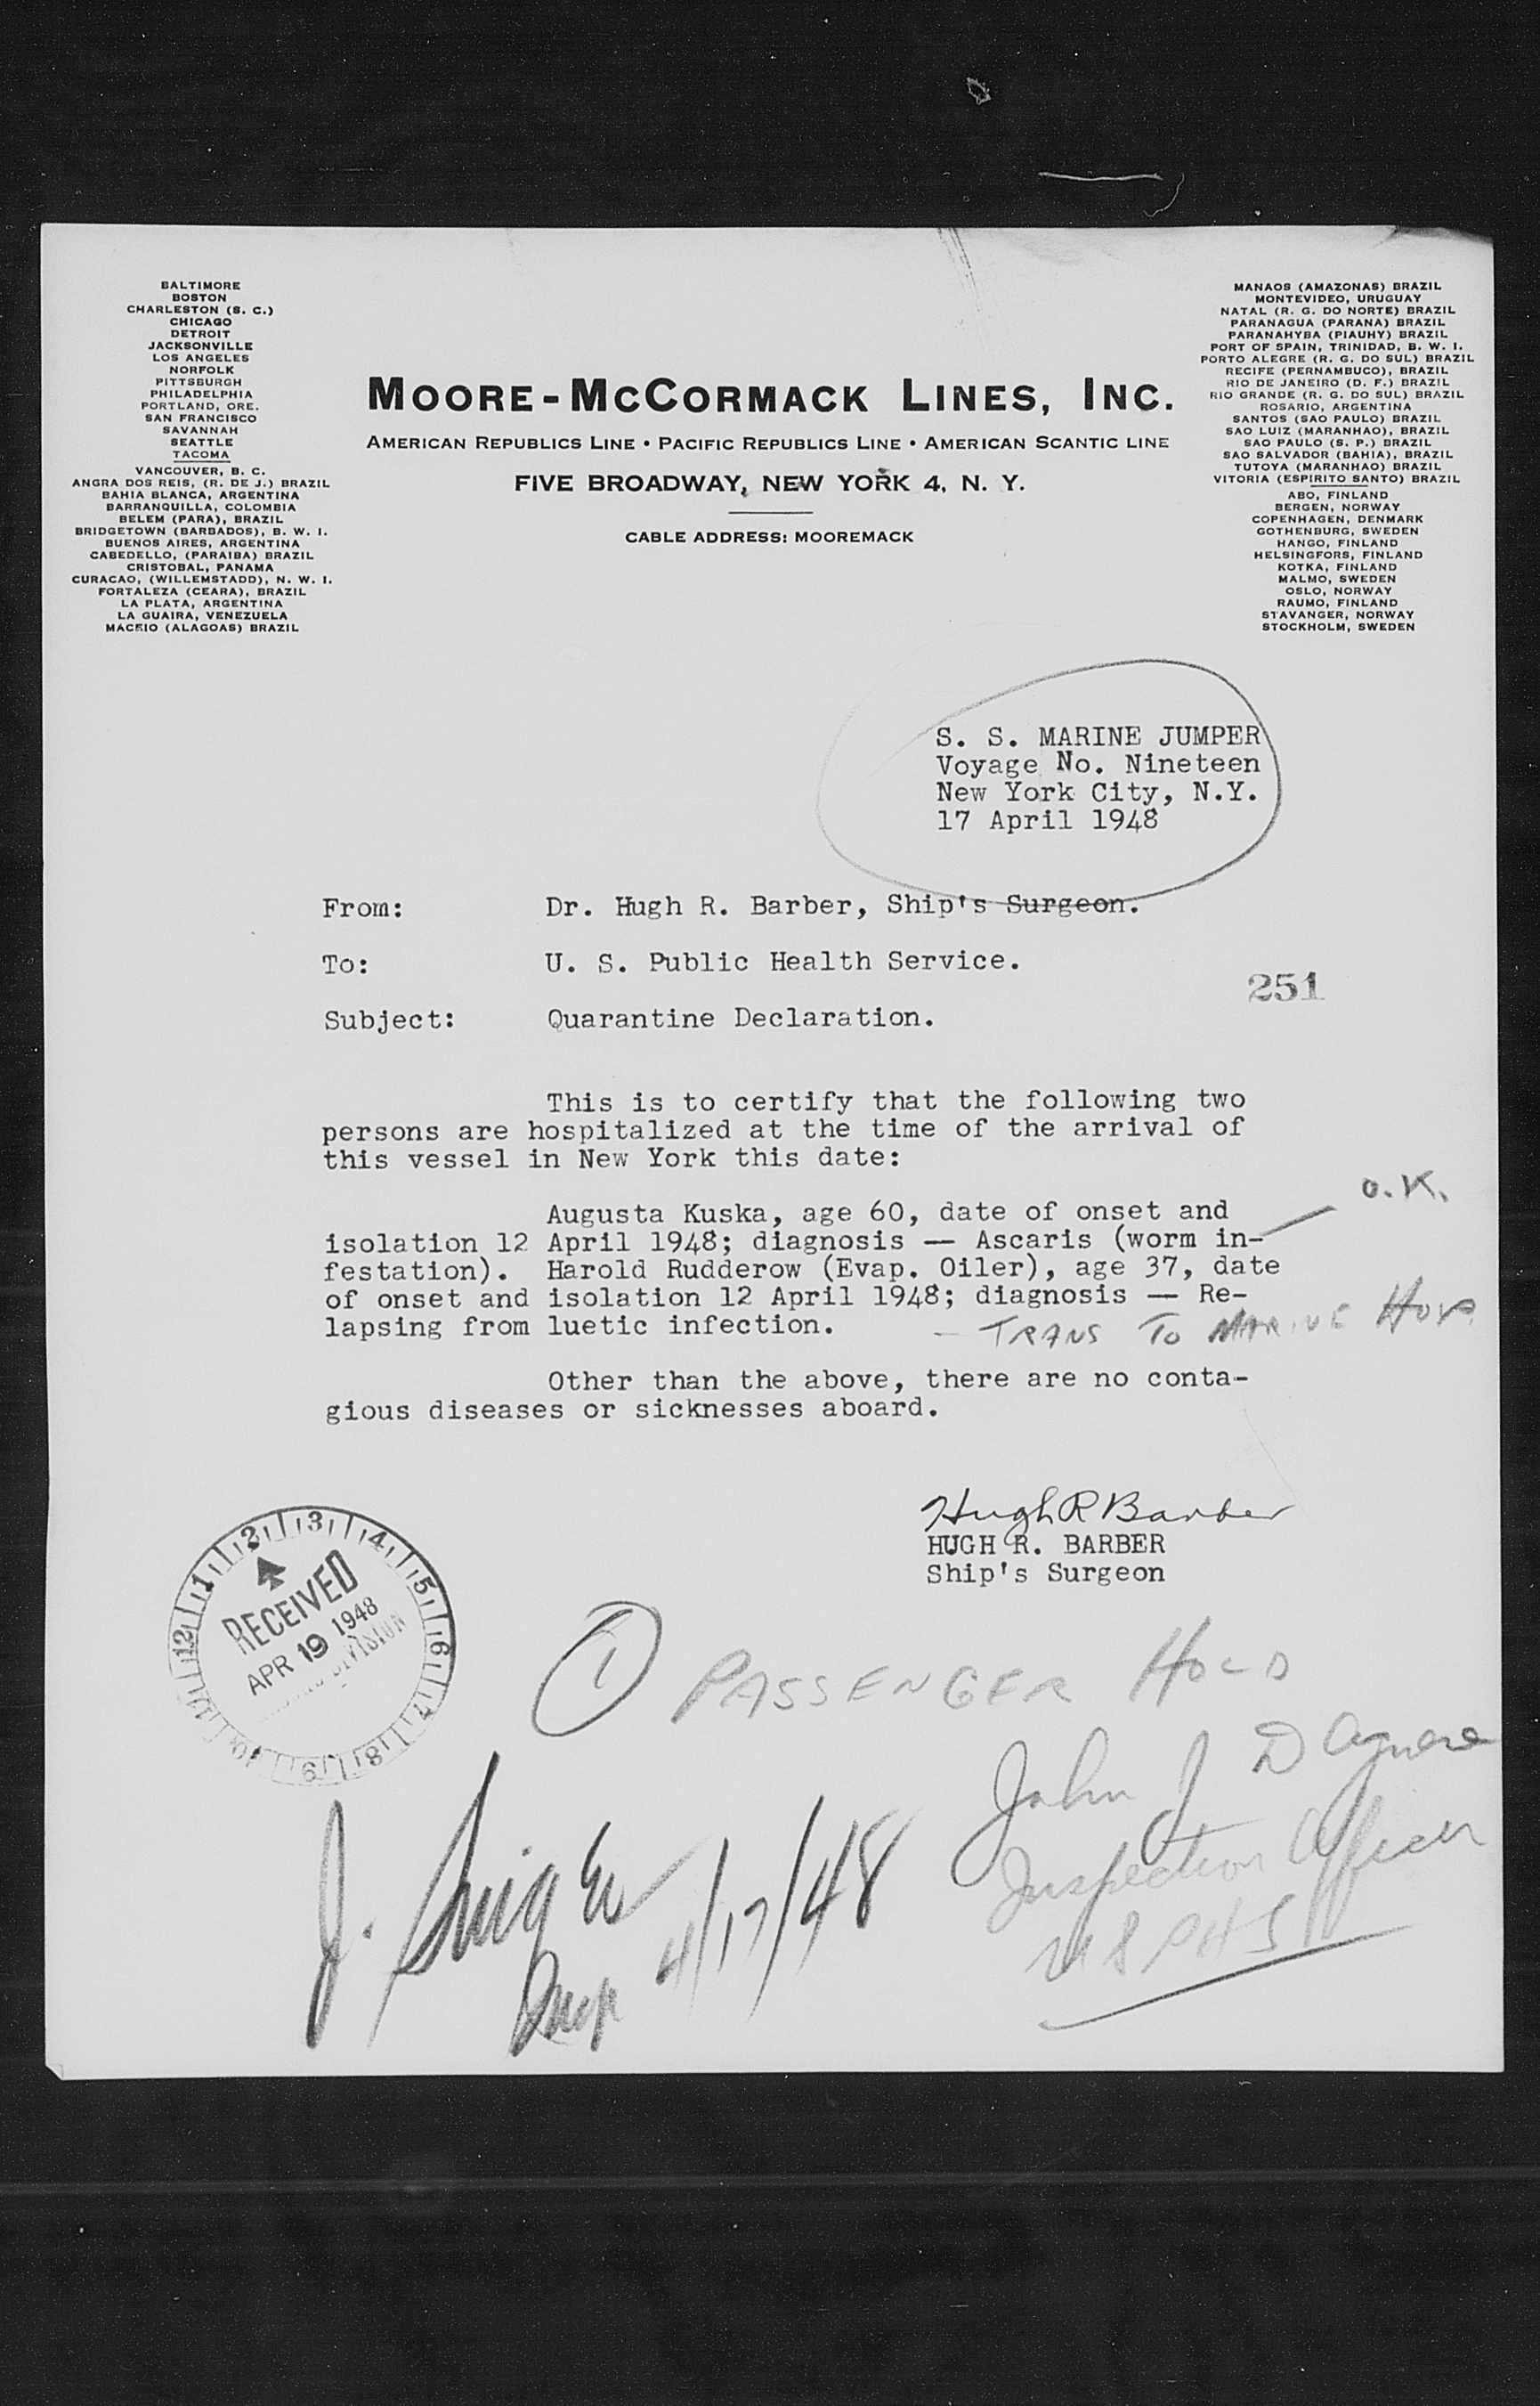 BALTIMORE
BOSTON
CHARLESTON (S. C.)
CHICAGO
DETROIT
JACKSONVILLE
LOS ANGELES
NORFOLK
PITTSBURGH
PHILADELPHIA
PORTLAND, ORE.
SAN FRANCISCO
SAVANNAH
SEATTLE
TACOMA
VANCOUVER, B. C.
ANGRA DOS REIS, (R. DE J.) BRAZIL
BAHIA BLANCA, ARGENTINA
BARRANQUILLA, COLOMBIA
BELEM (PARA), BRAZIL
BRIDGETOWN (BARBADOS), B. W. I.
BUENOS AIRES, ARGENTINA
CABEDELLO, (PARAIBA) BRAZIL
CRISTOBAL, PANAMA
CURACAO, (WILLEMSTADD), N. W. I.
FORTALEZA (CEARA), BRAZIL
LA PLATA, ARGENTINA
LA GUAIRA, VENEZUELA
MACEIO (ALAGOAS) BRAZIL
MOORE-MCCORMACK LINES, INC.
AMERICAN REPUBLICS LINE • PACIFIC REPUBLICS LINE • AMERICAN SCANTIC LINE
FIVE BROADWAY, NEW YORK 4, N. Y.
CABLE ADDRESS: MOOREMACK
MANAOS (AMAZONAS) BRAZIL
MONTEVIDEO, URUGUAY
NATAL (R. G. DO NORTE) BRAZIL
PARANAGUA (PARANA) BRAZIL
PARANAHYBA (PIAUHY) BRAZIL
PORT OF SPAIN, TRINIDAD, B. W. I.
PORTO ALEGRE (R. G. DO SUL) BRAZIL
RECIFE (PERNAMBUCO), BRAZIL
RIO DE JANEIRO (D. F.) BRAZIL
RIO GRANDE (R. G. DO SUL) BRAZIL
ROSARIO, ARGENTINA
SANTOS (SAO PAULO) BRAZIL
SAO LUIZ (MARANHAO), BRAZIL
SAO PAULO (S. P.) BRAZIL
SAO SALVADOR (BAHIA), BRAZIL
TUTOYA (MARANHAO) BRAZIL
VITORIA (ESPIRITO SANTO) BRAZIL
ABO, FINLAND
BERGEN, NORWAY
COPENHAGEN, DENMARK
GOTHENBURG, SWEDEN
HANGO, FINLAND
HELSINGFORS, FINLAND
KOTKA, FINLAND
MALMO, SWEDEN
OSLO, NORWAY
RAUMO, FINLAND
STAVANGER, NORWAY
STOCKHOLM, SWEDEN
S. S. MARINE JUMPER
Voyage No. Nineteen
New York City, N.Y.
17 April 1948
From: Dr. Hugh R. Barber, Ship's Surgeon.
To: U. S. Public Health Service.
251
Subject: Quarantine Declaration.
This is to certify that the following two
persons are hospitalized at the time of the arrival of
this vessel in New York this date:
O.K.
Augusta Kuska, age 60, date of onset and
isolation 12 April 1948; diagnosis — Ascaris (worm in-
festation). Harold Rudderow (Evap. Oiler), age 37, date
of onset and isolation 12 April 1948; diagnosis — Re-
lapsing from luetic infection. - TRANS TO MARINE HOSP
Other than the above, there are no conta-
gious diseases or sicknesses aboard.
Hugh R Barber
HUGH R. BARBER
Ship's Surgeon
1 2 3 4 5 6 7 8 9 10 11 12
RECEIVED
APR 19 1948
DIVISION
1 PASSENGER HOLD
John J
Inspection Officer
USPHS
J.
Insp 4/17/48